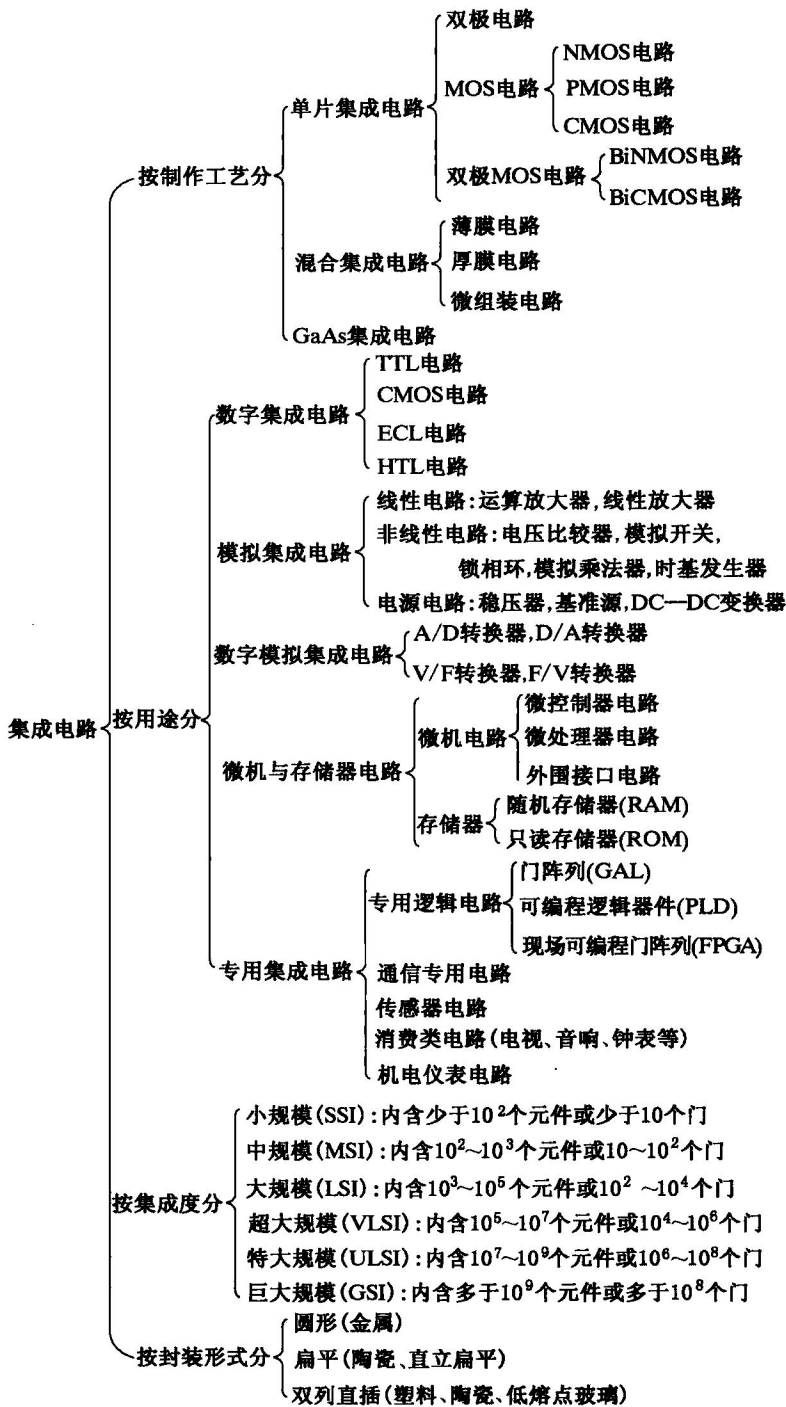 集成电路
按制作工艺分
单片集成电路
双极电路
MOS电路
NMOS电路
PMOS电路
CMOS电路
双极MOS电路
BiNMOS电路
BiCMOS电路
混合集成电路
薄膜电路
厚膜电路
微组装电路
GaAs集成电路
按用途分
数字集成电路
TTL电路
CMOS电路
ECL电路
HTL电路
模拟集成电路
线性电路:运算放大器,线性放大器
非线性电路:电压比较器,模拟开关,
锁相环,模拟乘法器,时基发生器
电源电路:稳压器,基准源,DC—DC变换器
数字模拟集成电路
A/D转换器,D/A转换器
V/F转换器,F/V转换器
微机与存储器电路
微机电路
微控制器电路
微处理器电路
外围接口电路
存储器
随机存储器(RAM)
只读存储器(ROM)
专用集成电路
专用逻辑电路
门阵列(GAL)
可编程逻辑器件(PLD)
现场可编程门阵列(FPGA)
通信专用电路
传感器电路
消费类电路(电视、音响、钟表等)
机电仪表电路
按集成度分
小规模(SSI):内含少于10²个元件或少于10个门
中规模(MSI):内含10²~10³个元件或10~10²个门
大规模(LSI):内含10³~10⁵个元件或10² ~10⁴个门
超大规模(VLSI):内含10⁵~10⁷个元件或10⁴~10⁶个门
特大规模(ULSI):内含10⁷~10⁹个元件或10⁶~10⁸个门
巨大规模(GSI):内含多于10⁹个元件或多于10⁸个门
按封装形式分
圆形(金属)
扁平(陶瓷、直立扁平)
双列直插(塑料、陶瓷、低熔点玻璃)